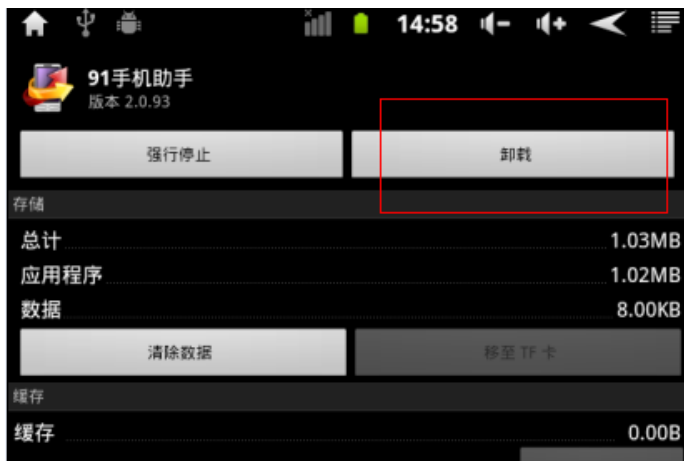 14:58
91手机助手
版本 2.0.93
强行停止 卸载
存储
总计 1.03MB
应用程序 1.02MB
数据 8.00KB
清除数据 移至 TF 卡
缓存
缓存 0.00B